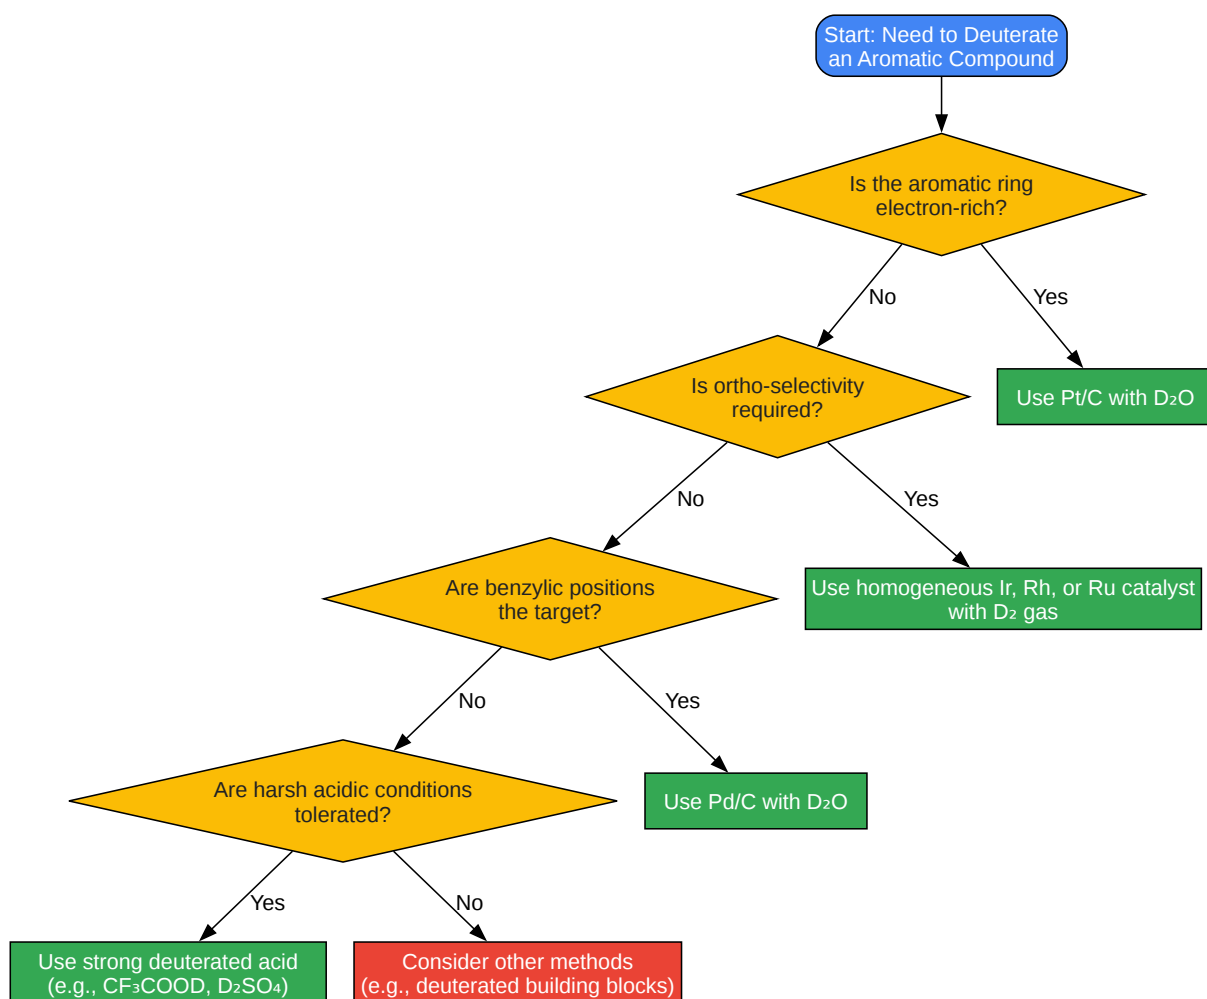 Start: Need to Deuterate
an Aromatic Compound
Is the aromatic ring
electron-rich?
No
Yes
Is ortho-selectivity
required?
Use Pt/C with D₂O
No
Yes
Are benzylic positions
the target?
Use homogeneous Ir, Rh, or Ru catalyst
with D₂ gas
No
Yes
Are harsh acidic conditions
tolerated?
Use Pd/C with D₂O
Yes
No
Use strong deuterated acid
(e.g., CF₃COOD, D₂SO₄)
Consider other methods
(e.g., deuterated building blocks)